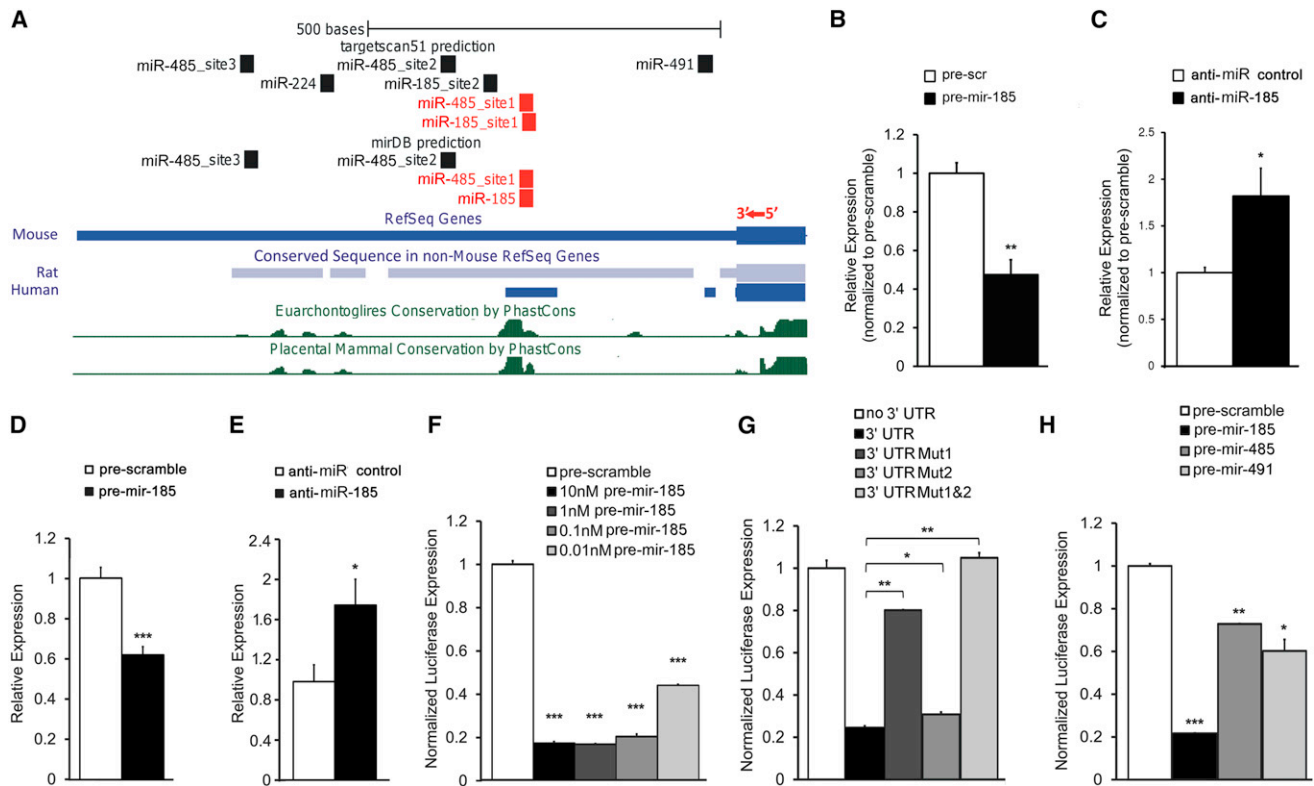 A
500 bases
targetscan51 prediction
miR-485_site3
miR-485_site2
miR-491
miR-224
miR-185_site2
miR-485_site1
miR-185_site1
mirDB prediction
miR-485_site3
miR-485_site2
miR-485_site1
miR-185
3' 5'
RefSeq Genes
Mouse
Conserved Sequence in non-Mouse RefSeq Genes
Rat
Human
Euarchontoglires Conservation by PhastCons
Placental Mammal Conservation by PhastCons
B
pre-scr
pre-mir-185
Relative Expression
(normalized to pre-scramble)
1.2
1
0.8
0.6
0.4
0.2
0
**
C
anti-miR control
anti-miR-185
Relative Expression
(normalized to pre-scramble)
2.5
2
1.5
1
0.5
0
*
D
pre-scramble
pre-mir-185
Relative Expression
1.2
1
0.8
0.6
0.4
0.2
0
***
E
anti-miR control
anti-miR-185
Relative Expression
2.4
1.8
1.2
0.6
0.0
*
F
pre-scramble
10nM pre-mir-185
1nM pre-mir-185
0.1nM pre-mir-185
0.01nM pre-mir-185
Normalized Luciferase Expression
1.2
1
0.8
0.6
0.4
0.2
0
***
***
***
***
G
no 3' UTR
3' UTR
3' UTR Mut1
3' UTR Mut2
3' UTR Mut1&2
Normalized Luciferase Expression
1.2
1
0.8
0.6
0.4
0.2
0
**
*
**
H
pre-scramble
pre-mir-185
pre-mir-485
pre-mir-491
Normalized Luciferase Expression
1.2
1
0.8
0.6
0.4
0.2
0
***
**
*